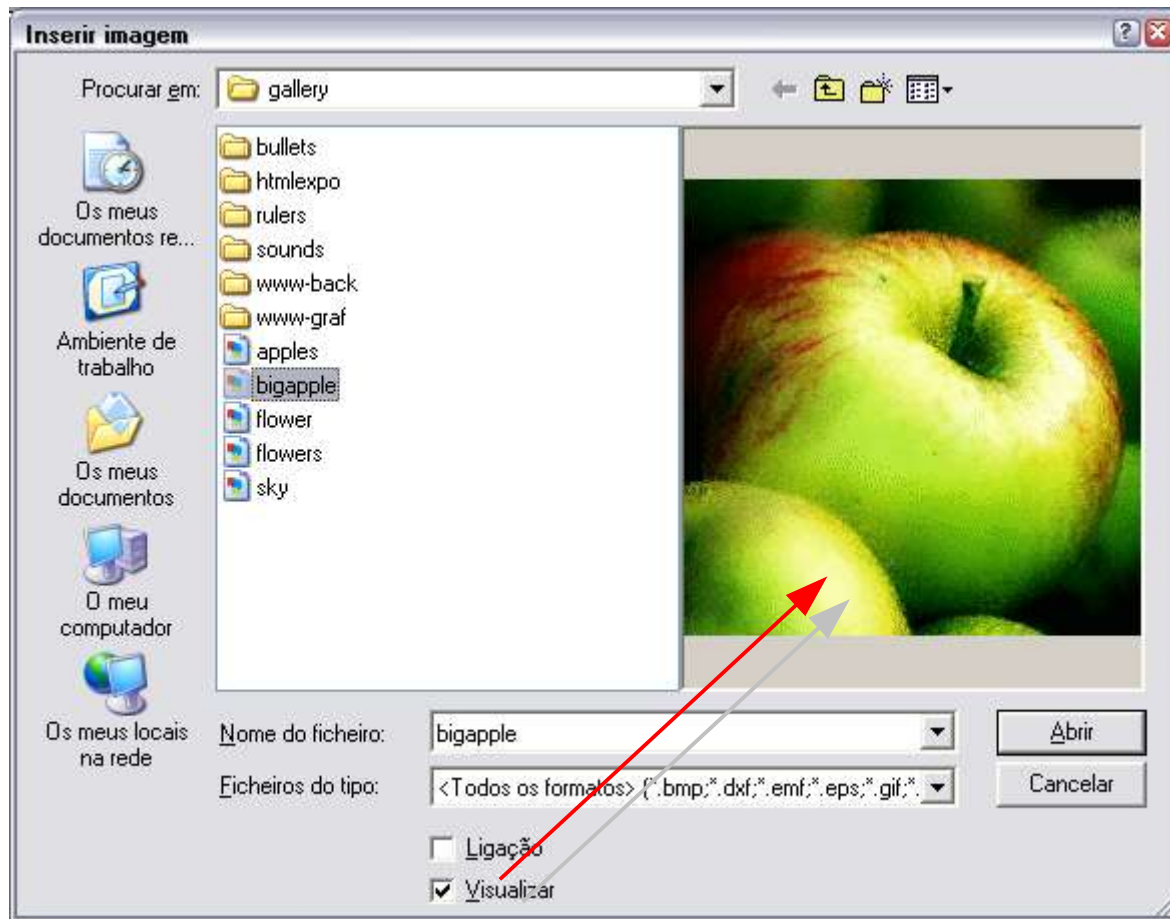 Inserir imagem
Procurar em: gallery
bullets
htmlexpo
rulers
sounds
www-back
www-graf
apples
bigapple
flower
flowers
sky
Os meus
documentos re...
Ambiente de
trabalho
Os meus
documentos
O meu
computador
Os meus locais
na rede
Nome do ficheiro: bigapple
Abrir
Ficheiros do tipo: <Todos os formatos> (*.bmp;*.dxf;*.emf;*.eps;*.gif;*.
Cancelar
Ligação
Visualizar